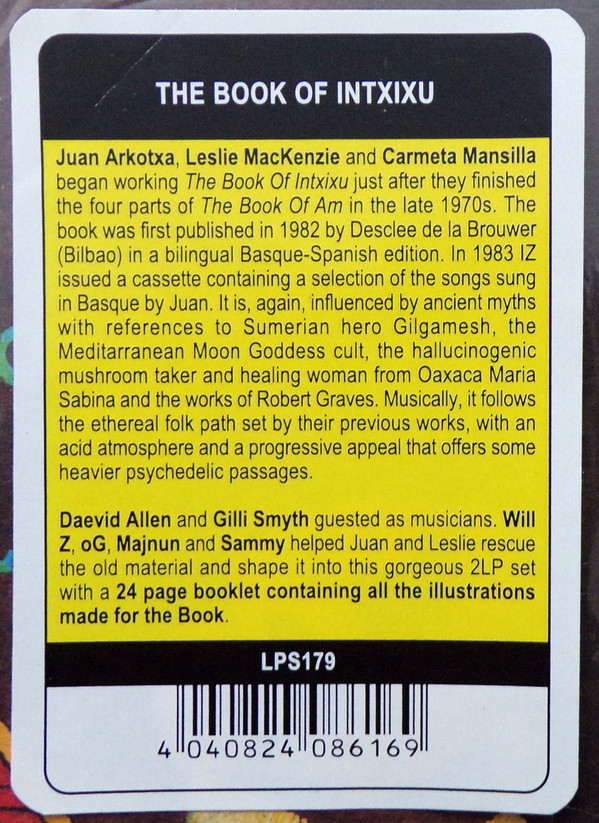 THE BOOK OF INTXIXU
Juan Arkotxa, Leslie MacKenzie and Carmeta Mansilla
began working The Book Of Intxixu just after they finished
the four parts of The Book Of Am in the late 1970s. The
book was first published in 1982 by Desclee de la Brouwer
(Bilbao) in a bilingual Basque-Spanish edition. In 1983 IZ
issued a cassette containing a selection of the songs sung
in Basque by Juan. It is, again, influenced by ancient myths
with references to Sumerian hero Gilgamesh, the
Meditarranean Moon Goddess cult, the hallucinogenic
mushroom taker and healing woman from Oaxaca Maria
Sabina and the works of Robert Graves. Musically, it follows
the ethereal folk path set by their previous works, with an
acid atmosphere and a progressive appeal that offers some
heavier psychedelic passages.
Daevid Allen and Gilli Smyth guested as musicians. Will
Z, oG, Majnun and Sammy helped Juan and Leslie rescue
the old material and shape it into this gorgeous 2LP set
with a 24 page booklet containing all the illustrations
made for the Book.
LPS179
4 040824 086169